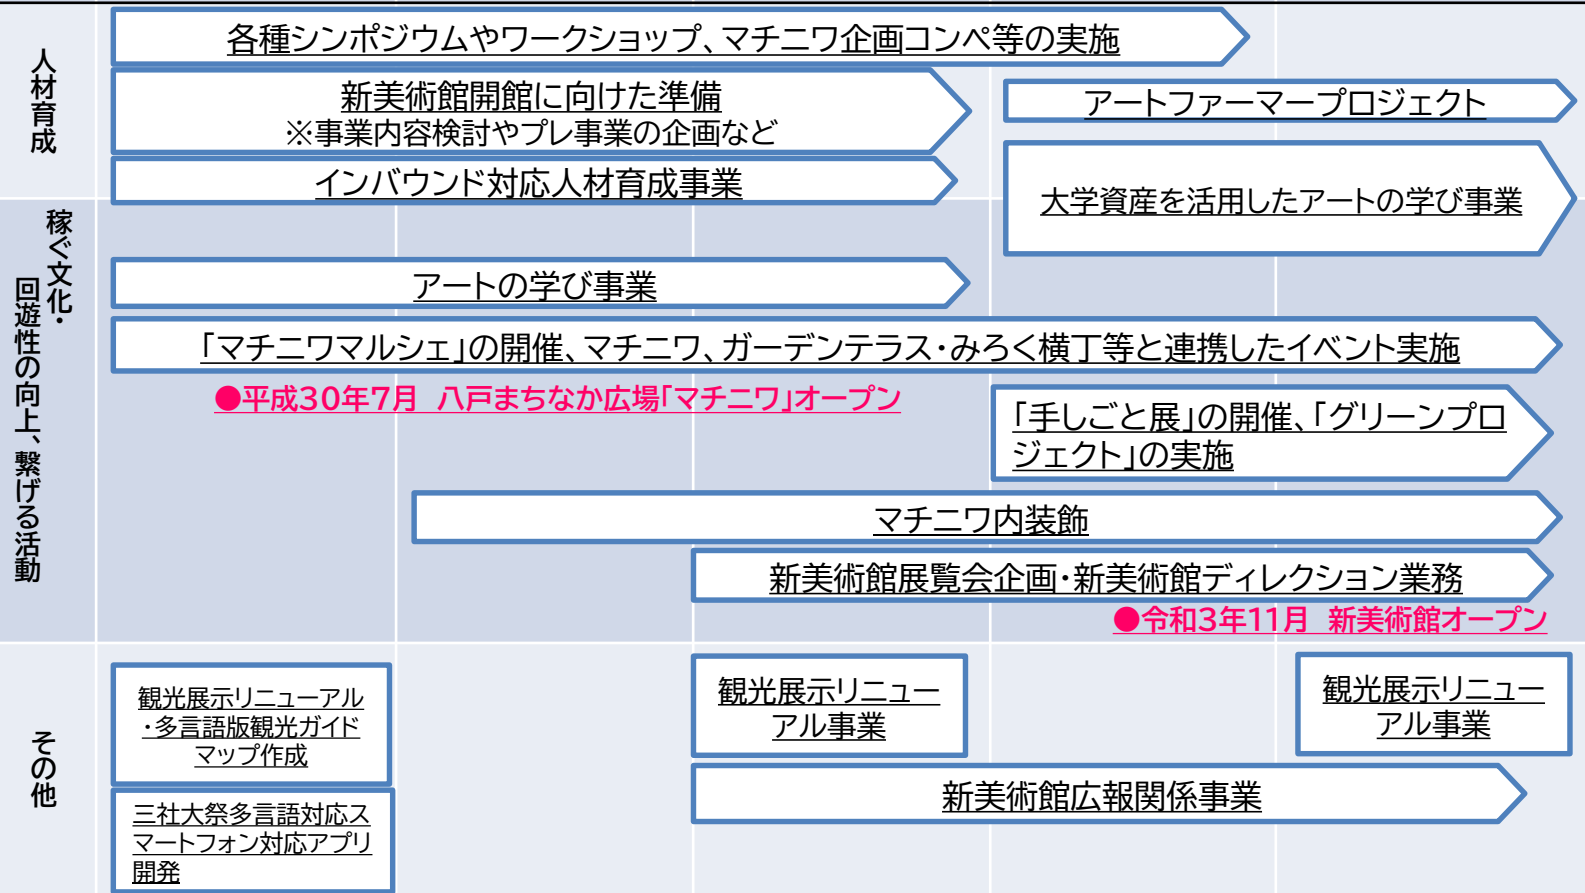 人材育成
各種シンポジウムやワークショップ、マチニワ企画コンペ等の実施
新美術館開館に向けた準備
※事業内容検討やプレ事業の企画など
インバウンド対応人材育成事業
アートファーマープロジェクト
大学資産を活用したアートの学び事業
稼ぐ文化・
回遊性の向上、繋げる活動
アートの学び事業
「マチニワマルシェ」の開催、マチニワ、ガーデンテラス・みろく横丁等と連携したイベント実施
●平成30年7月　八戸まちなか広場「マチニワ」オープン
「手しごと展」の開催、「グリーンプロ
ジェクト」の実施
マチニワ内装飾
新美術館展覧会企画・新美術館ディレクション業務
●令和3年11月　新美術館オープン
その他
観光展示リニューアル
・多言語版観光ガイド
マップ作成
三社大祭多言語対応ス
マートフォン対応アプリ
開発
観光展示リニュー
アル事業
観光展示リニュー
アル事業
新美術館広報関係事業